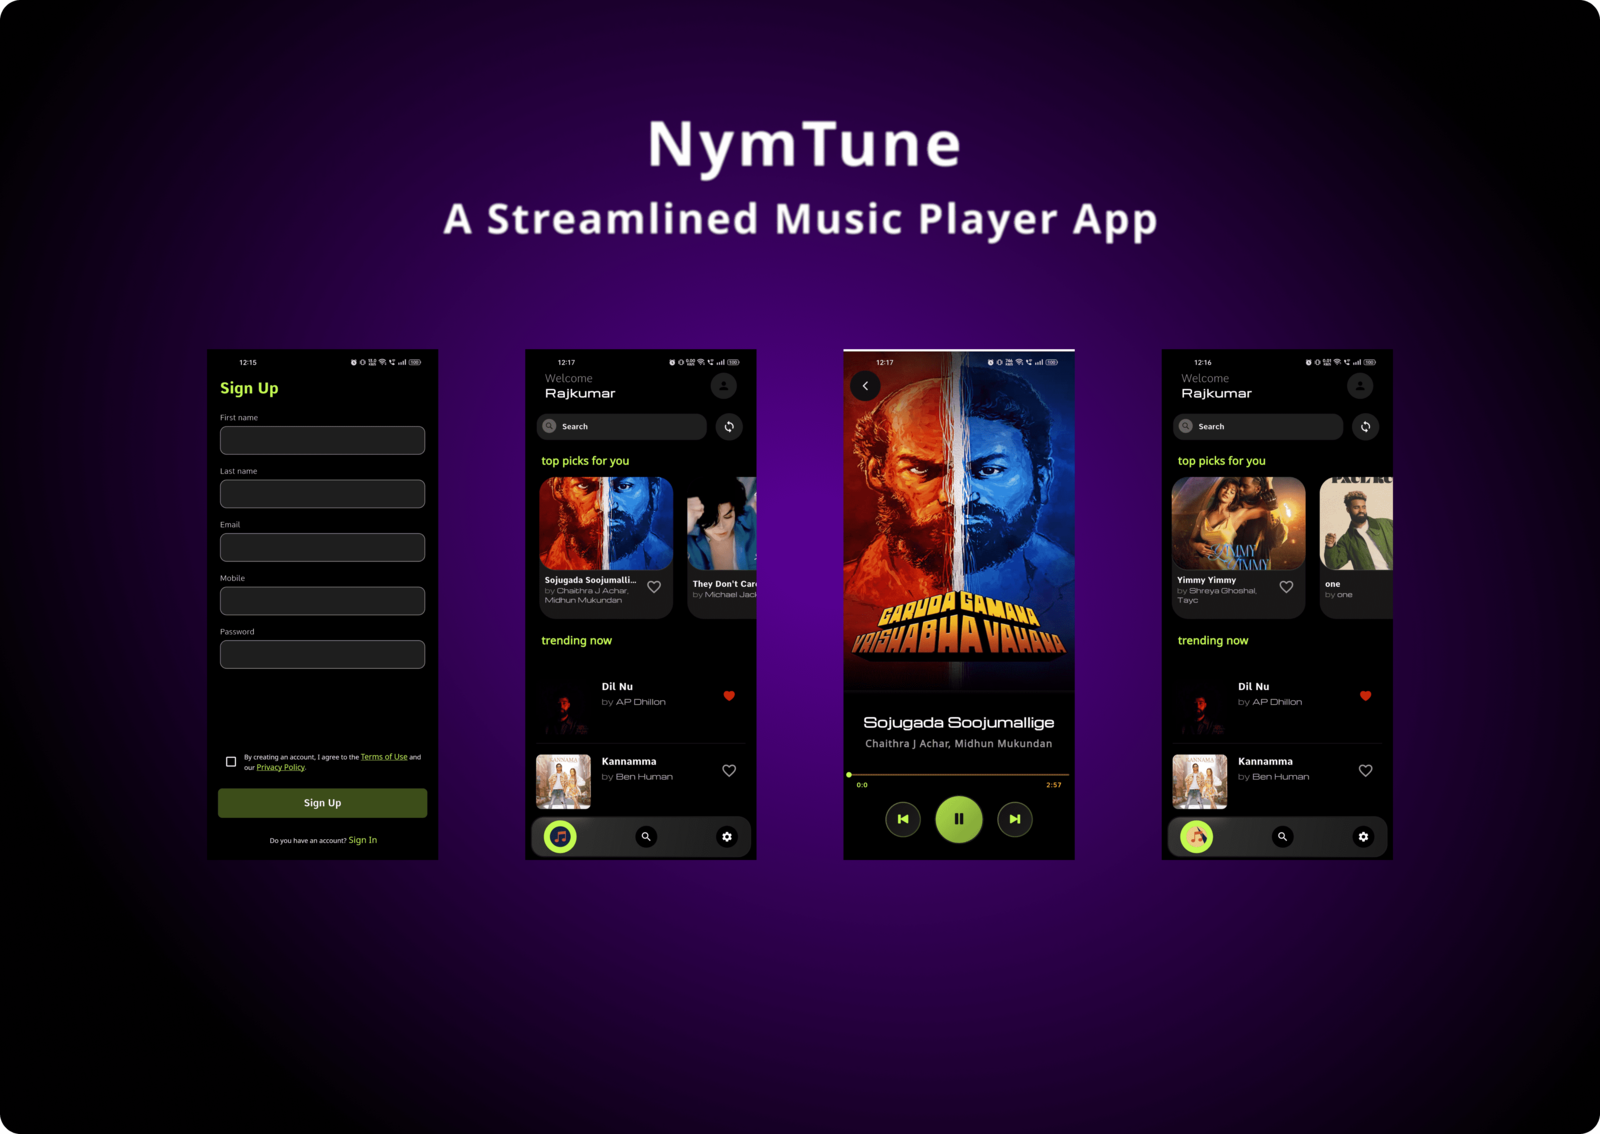 NymTune
A Streamlined Music Player App
12:15
Sign Up
First name
Last name
Email
Mobile
Password
By creating an account, I agree to the Terms of Use and
our Privacy Policy.
Sign Up
Do you have an account? Sign In
12:17
Welcome
Rajkumar
Search
top picks for you
Sojugada Soojumalli...
by Chaithra J Achar,
Midhun Mukundan
They Don't Car
by Michael Jac
trending now
Dil Nu
by AP Dhillon
KANNAMA
Kannamma
by Ben Human
12:17
GARUDA GAMANA
VRISHABHA VAHANA
Sojugada Soojumallige
Chaithra J Achar, Midhun Mukundan
0:0
2:57
12:16
Welcome
Rajkumar
Search
top picks for you
YIMMY
YIMMY
Yimmy Yimmy
by Shreya Ghoshal,
Tayc
one
by one
trending now
Dil Nu
by AP Dhillon
KANNAMA
Kannamma
by Ben Human